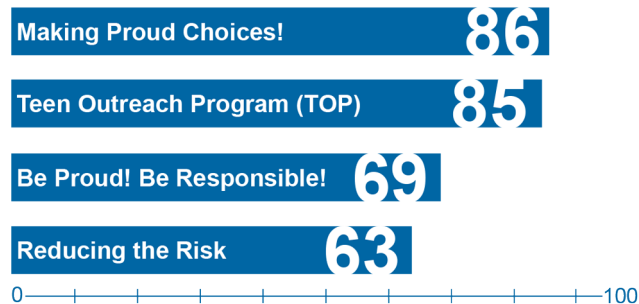 Making Proud Choices! 86
Teen Outreach Program (TOP) 85
Be Proud! Be Responsible! 69
Reducing the Risk 63
0 100